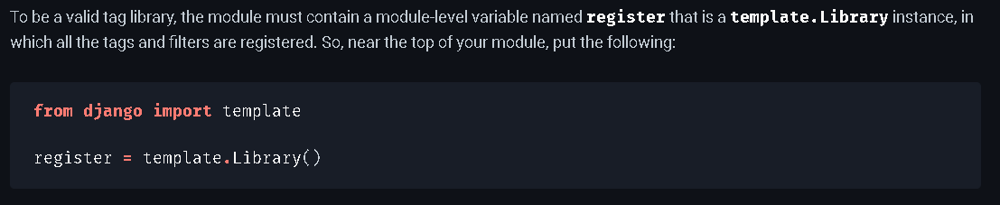 To be a valid tag library, the module must contain a module-level variable named register that is a template.Library instance, in
which all the tags and filters are registered. So, near the top of your module, put the following:
from django import template
register = template.Library()